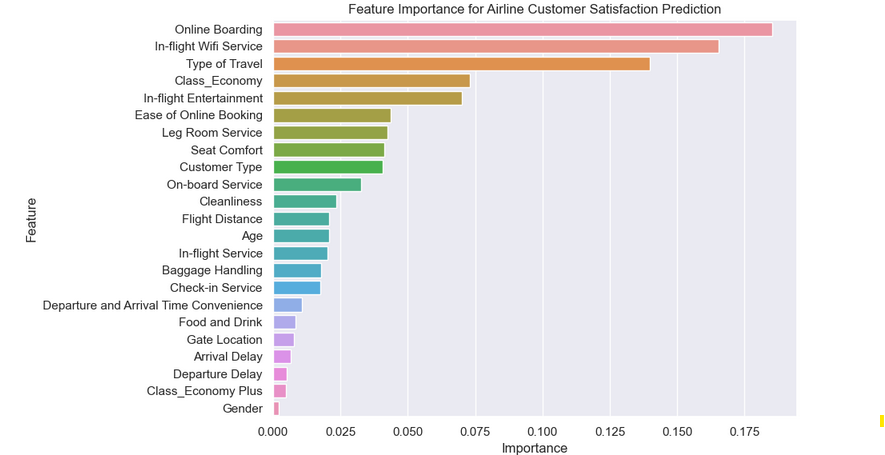 Feature Importance for Airline Customer Satisfaction Prediction
Online Boarding
In-flight Wifi Service
Type of Travel
Class_Economy
In-flight Entertainment
Ease of Online Booking
Leg Room Service
Seat Comfort
Customer Type
On-board Service
Cleanliness
Flight Distance
Age
In-flight Service
Baggage Handling
Check-in Service
Departure and Arrival Time Convenience
Food and Drink
Gate Location
Arrival Delay
Departure Delay
Class_Economy Plus
Gender
Feature
0.000 0.025 0.050 0.075 0.100 0.125 0.150 0.175
Importance